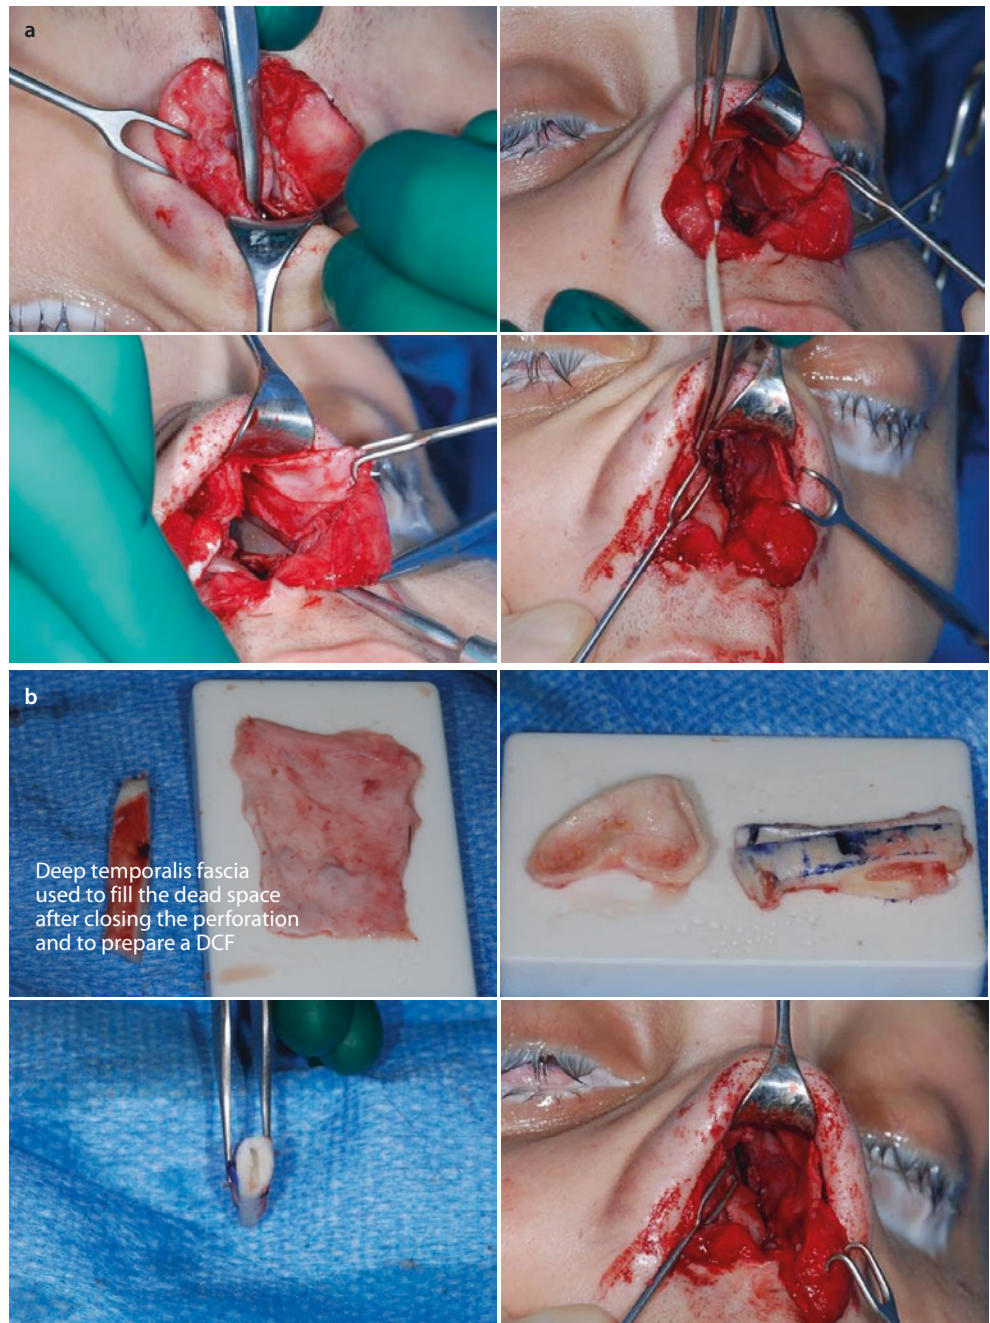 a
b
Deep temporalis fascia
used to fill the dead space
after closing the perforation
and to prepare a DCF